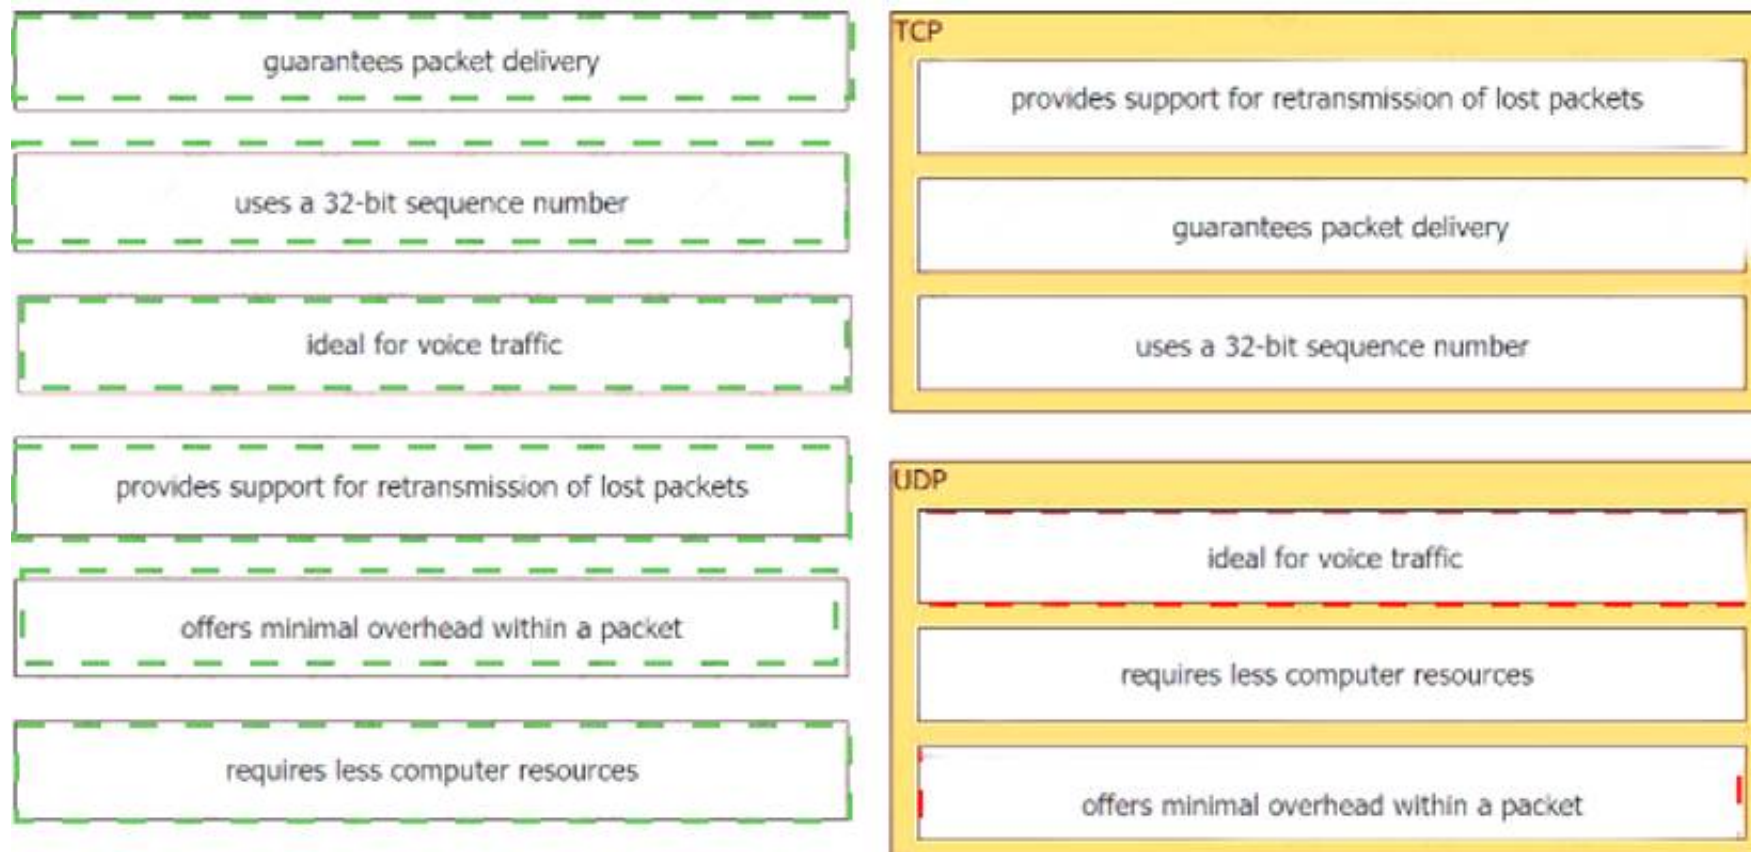 guarantees packet delivery
uses a 32-bit sequence number
ideal for voice traffic
provides support for retransmission of lost packets
offers minimal overhead within a packet
requires less computer resources
TCP
provides support for retransmission of lost packets
guarantees packet delivery
uses a 32-bit sequence number
UDP
ideal for voice traffic
requires less computer resources
offers minimal overhead within a packet